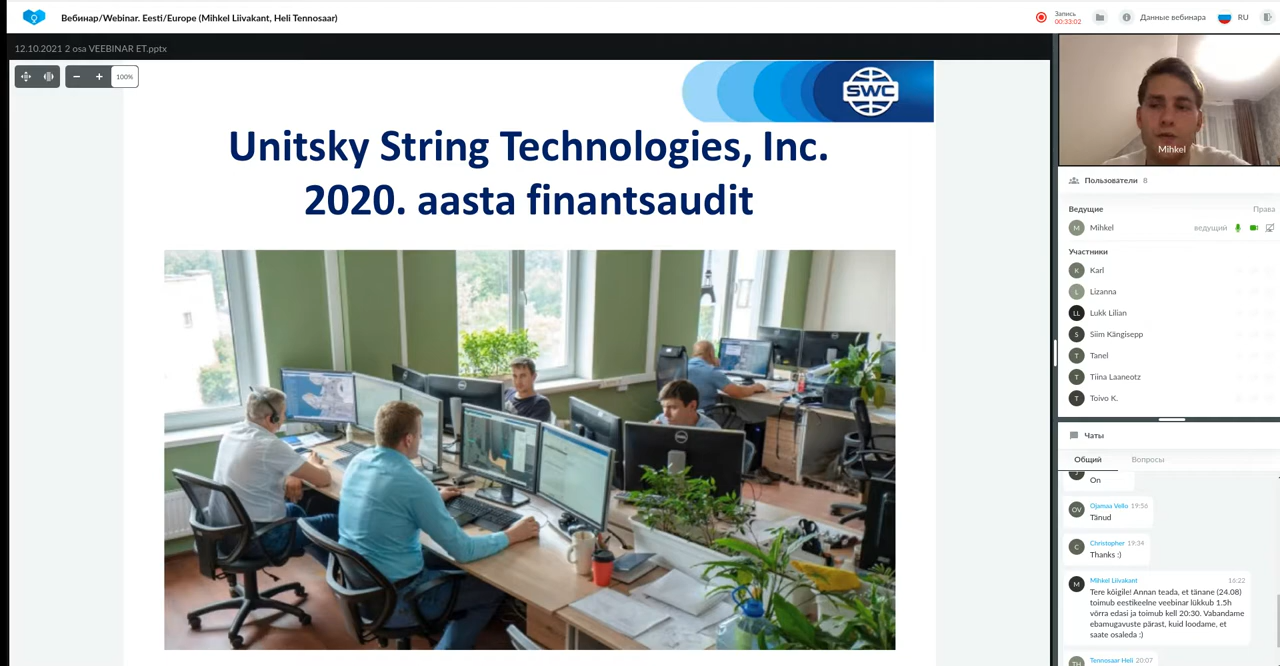 Вебинар/Webinar. Eesti/Europe (Mihkel Liivakant, Heli Tennosaar)
Запись
00:33:02
Данные вебинара
RU
12.10.2021 2 osa VEEBINAR ET.pptx
100%
SWC
Unitsky String Technologies, Inc.
2020. aasta finantsaudit
Mihkel
Пользователи 8
Ведущие Права
M Mihkel ведущий
Участники
K Karl
L Lizanna
LL Lukk Lilian
S Siim Kängisepp
T Tanel
T Tiina Laaneotz
T Toivo K.
Чаты
Общий Вопросы
On
OV Ojamaa Vello 19:56
Tänud
C Christopher 19:34
Thanks :)
M Mihkel Liivakant 16:22
Tere kõigile! Annan teada, et tänane (24.08)
toimub eestikeelne veebinar lükkub 1.5h
võrra edasi ja toimub kell 20:30. Vabandame
ebamugavuste pärast, kuid loodame, et
saate osaleda :)
TH Tennosaar Heli 20:07